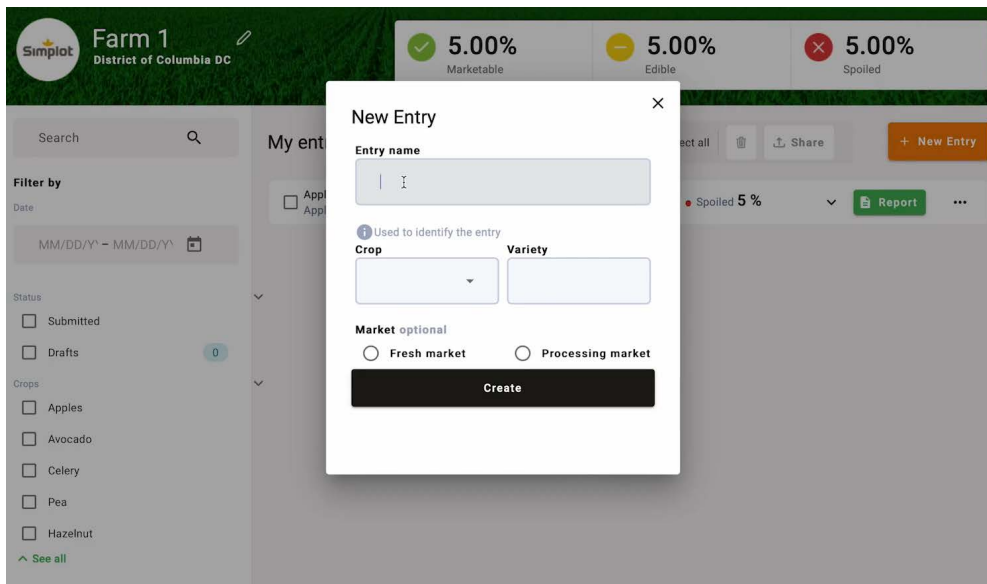 Simplot
Farm 1
District of Columbia DC
5.00%
Marketable
5.00%
Edible
5.00%
Spoiled
Search
Filter by
Date
MM/DD/Y – MM/DD/Y
Status
Submitted
Drafts 0
Crops
Apples
Avocado
Celery
Pea
Hazelnut
See all
My ent
ect all
Share
+ New Entry
Appl
Appl
Spoiled 5 %
Report
New Entry
Entry name
Used to identify the entry
Crop Variety
Market optional
Fresh market Processing market
Create